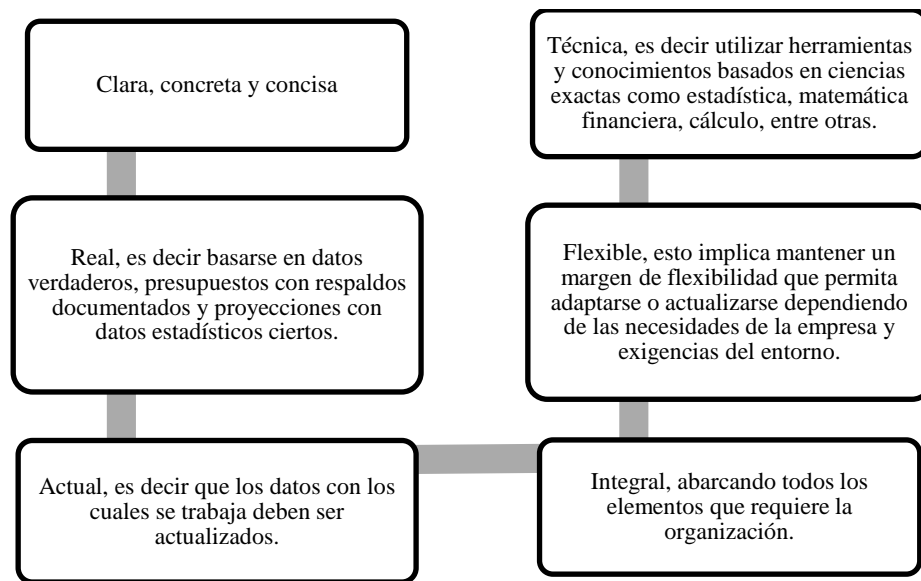 Clara, concreta y concisa
Real, es decir basarse en datos
verdaderos, presupuestos con respaldos
documentados y proyecciones con
datos estadísticos ciertos.
Actual, es decir que los datos con los
cuales se trabaja deben ser
actualizados.
Integral, abarcando todos los
elementos que requiere la
organización.
Flexible, esto implica mantener un
margen de flexibilidad que permita
adaptarse o actualizarse dependiendo
de las necesidades de la empresa y
exigencias del entorno.
Técnica, es decir utilizar herramientas
y conocimientos basados en ciencias
exactas como estadística, matemática
financiera, cálculo, entre otras.